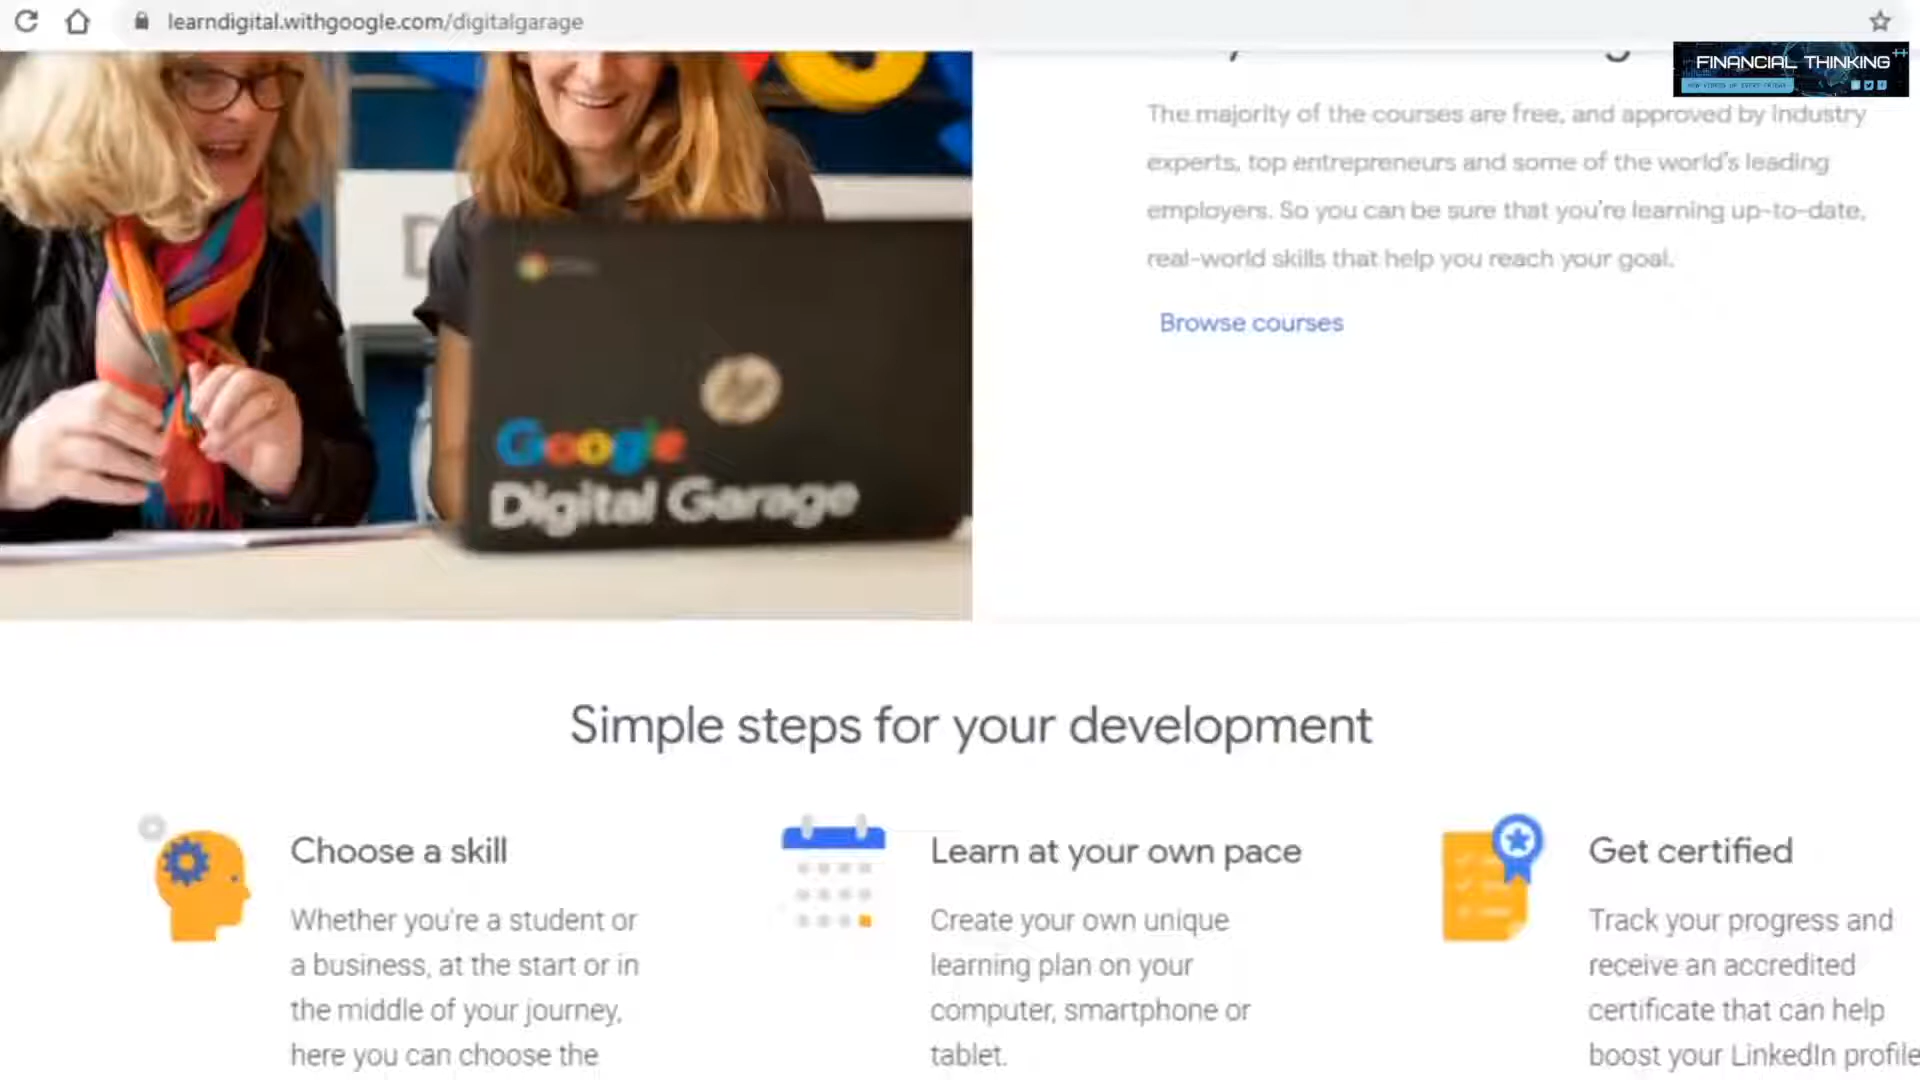 learndigital.withgoogle.com/digitalgarage
FINANCIAL THINKING
The majority of the courses are free, and approved by industry
experts, top entrepreneurs and some of the world's leading
employers. So you can be sure that you're learning up-to-date,
real-world skills that help you reach your goal.
Browse courses
Google
Digital Garage
Simple steps for your development
Choose a skill
Whether you're a student or
a business, at the start or in
the middle of your journey,
here you can choose the
Learn at your own pace
Create your own unique
learning plan on your
computer, smartphone or
tablet.
Get certified
Track your progress and
receive an accredited
certificate that can help
boost your LinkedIn profile